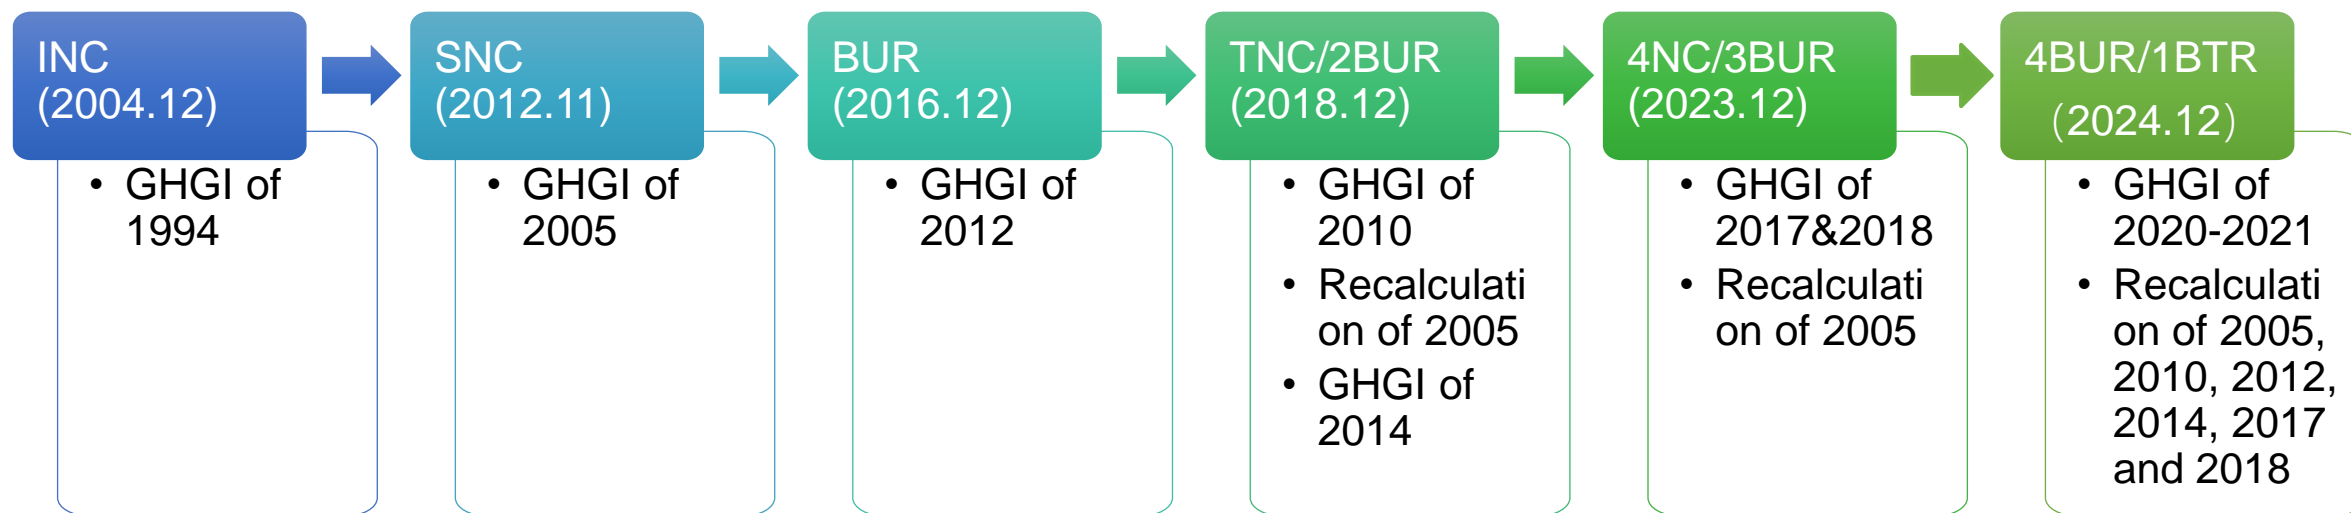 INC
(2004.12)
• GHGI of
1994
SNC
(2012.11)
• GHGI of
2005
BUR
(2016.12)
• GHGI of
2012
TNC/2BUR
(2018.12)
• GHGI of
2010
• Recalculati
on of 2005
• GHGI of
2014
4NC/3BUR
(2023.12)
• GHGI of
2017&2018
• Recalculati
on of 2005
4BUR/1BTR
（2024.12）
• GHGI of
2020-2021
• Recalculati
on of 2005,
2010, 2012,
2014, 2017
and 2018